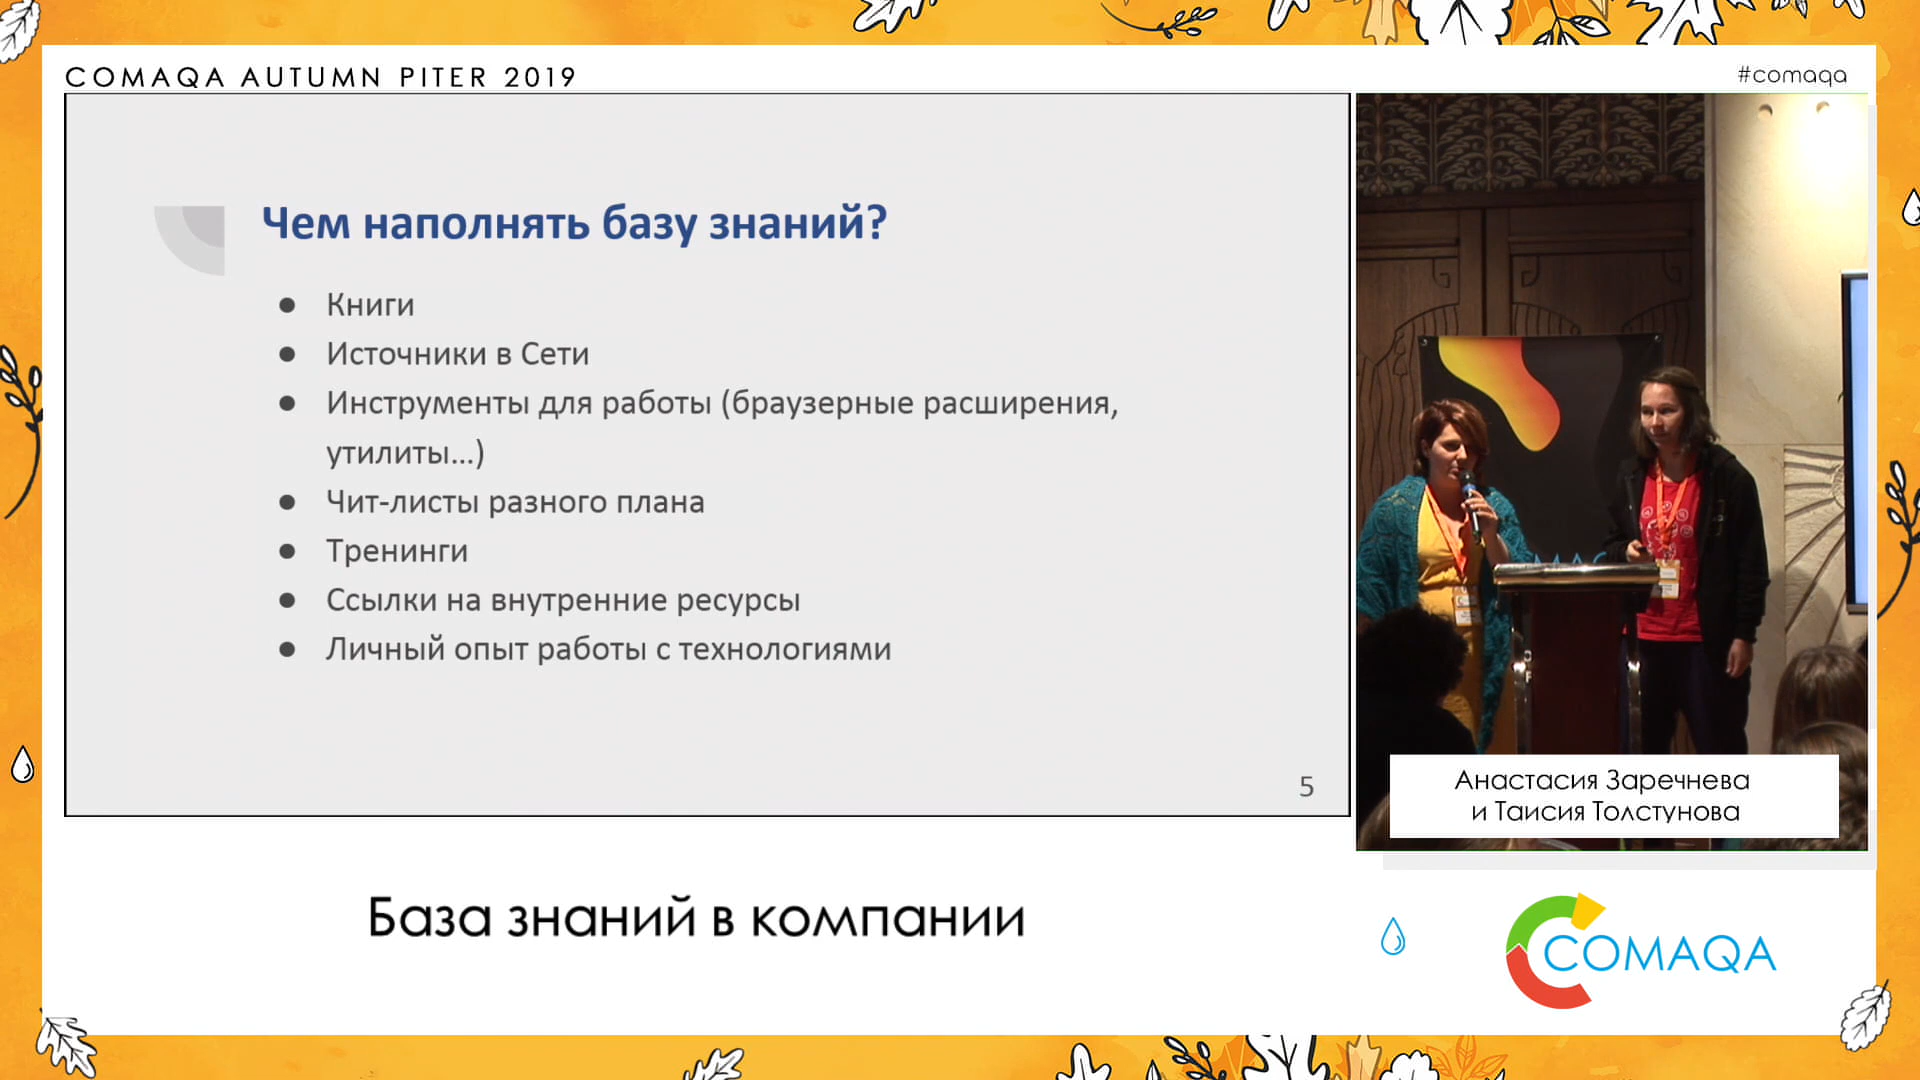 COMAQA AUTUMN PITER 2019
#comaqa
Чем наполнять базу знаний?
● Книги
● Источники в Сети
● Инструменты для работы (браузерные расширения,
утилиты...)
● Чит-листы разного плана
● Тренинги
● Ссылки на внутренние ресурсы
● Личный опыт работы с технологиями
5
Анастасия Заречнева
и Таисия Толстунова
База знаний в компании
COMAQA